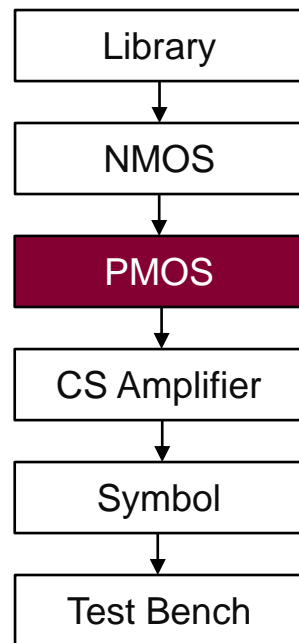 Library
NMOS
PMOS
CS Amplifier
Symbol
Test Bench